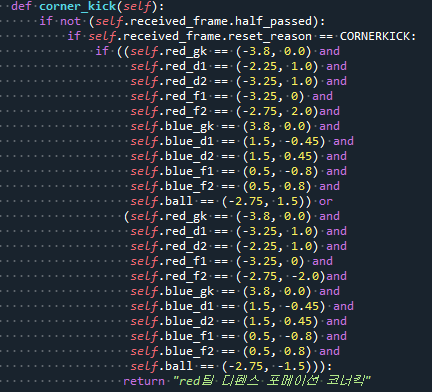 def corner_kick(self):
if not (self.received_frame.half_passed):
if self.received_frame.reset_reason == CORNERKICK:
if ((self.red_gk == (-3.8, 0.0) and
self.red_d1 == (-2.25, 1.0) and
self.red_d2 == (-3.25, 1.0) and
self.red_f1 == (-3.25, 0) and
self.red_f2 == (-2.75, 2.0)and
self.blue_gk == (3.8, 0.0) and
self.blue_d1 == (1.5, -0.45) and
self.blue_d2 == (1.5, 0.45) and
self.blue_f1 == (0.5, -0.8) and
self.blue_f2 == (0.5, 0.8) and
self.ball == (-2.75, 1.5)) or
(self.red_gk == (-3.8, 0.0) and
self.red_d1 == (-3.25, 1.0) and
self.red_d2 == (-2.25, 1.0) and
self.red_f1 == (-3.25, 0) and
self.red_f2 == (-2.75, -2.0)and
self.blue_gk == (3.8, 0.0) and
self.blue_d1 == (1.5, -0.45) and
self.blue_d2 == (1.5, 0.45) and
self.blue_f1 == (0.5, -0.8) and
self.blue_f2 == (0.5, 0.8) and
self.ball == (-2.75, -1.5))):
return "red팀 디펜스 포메이션 코너킥"